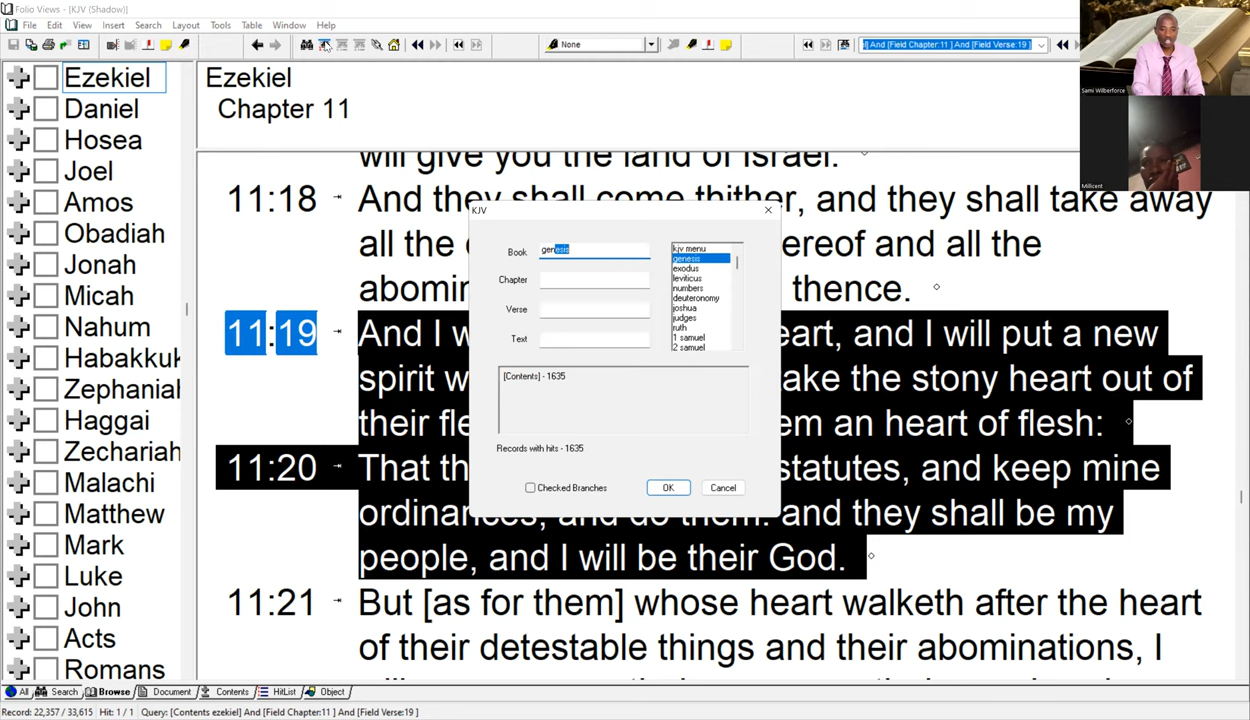 Folio Views - [KJV (Shadow)]
File Edit View Insert Search Layout Tools Table Window Help
None
] And [Field Chapter:11 ] And [Field Verse:19 ]
Ezekiel
Daniel
Hosea
Joel
Amos
Obadiah
Jonah
Micah
Nahum
Habakkuk
Zephaniah
Haggai
Zechariah
Malachi
Matthew
Mark
Luke
John
Acts
Romans
Ezekiel
Chapter 11
will give you the land of Israel.
11:18 And they shall come thither, and they shall take away
all the ereof and all the
abomin thence.
11:19 And I w eart, and I will put a new
spirit w ake the stony heart out of
their fle em an heart of flesh:
11:20 That th statutes, and keep mine
ordinances, and do them: and they shall be my
people, and I will be their God.
11:21 But [as for them] whose heart walketh after the heart
of their detestable things and their abominations, I
KJV
Book genesis
Chapter
Verse
Text
kjv menu
genesis
exodus
leviticus
numbers
deuteronomy
joshua
judges
ruth
1 samuel
2 samuel
[Contents] - 1635
Records with hits - 1635
Checked Branches OK Cancel
Sami Wilberforce
Millicent
All Search Browse Document Contents HitList Object
Record: 22,357 / 33,615 Hit: 1 / 1 Query: [Contents ezekiel] And [Field Chapter:11 ] And [Field Verse:19 ]